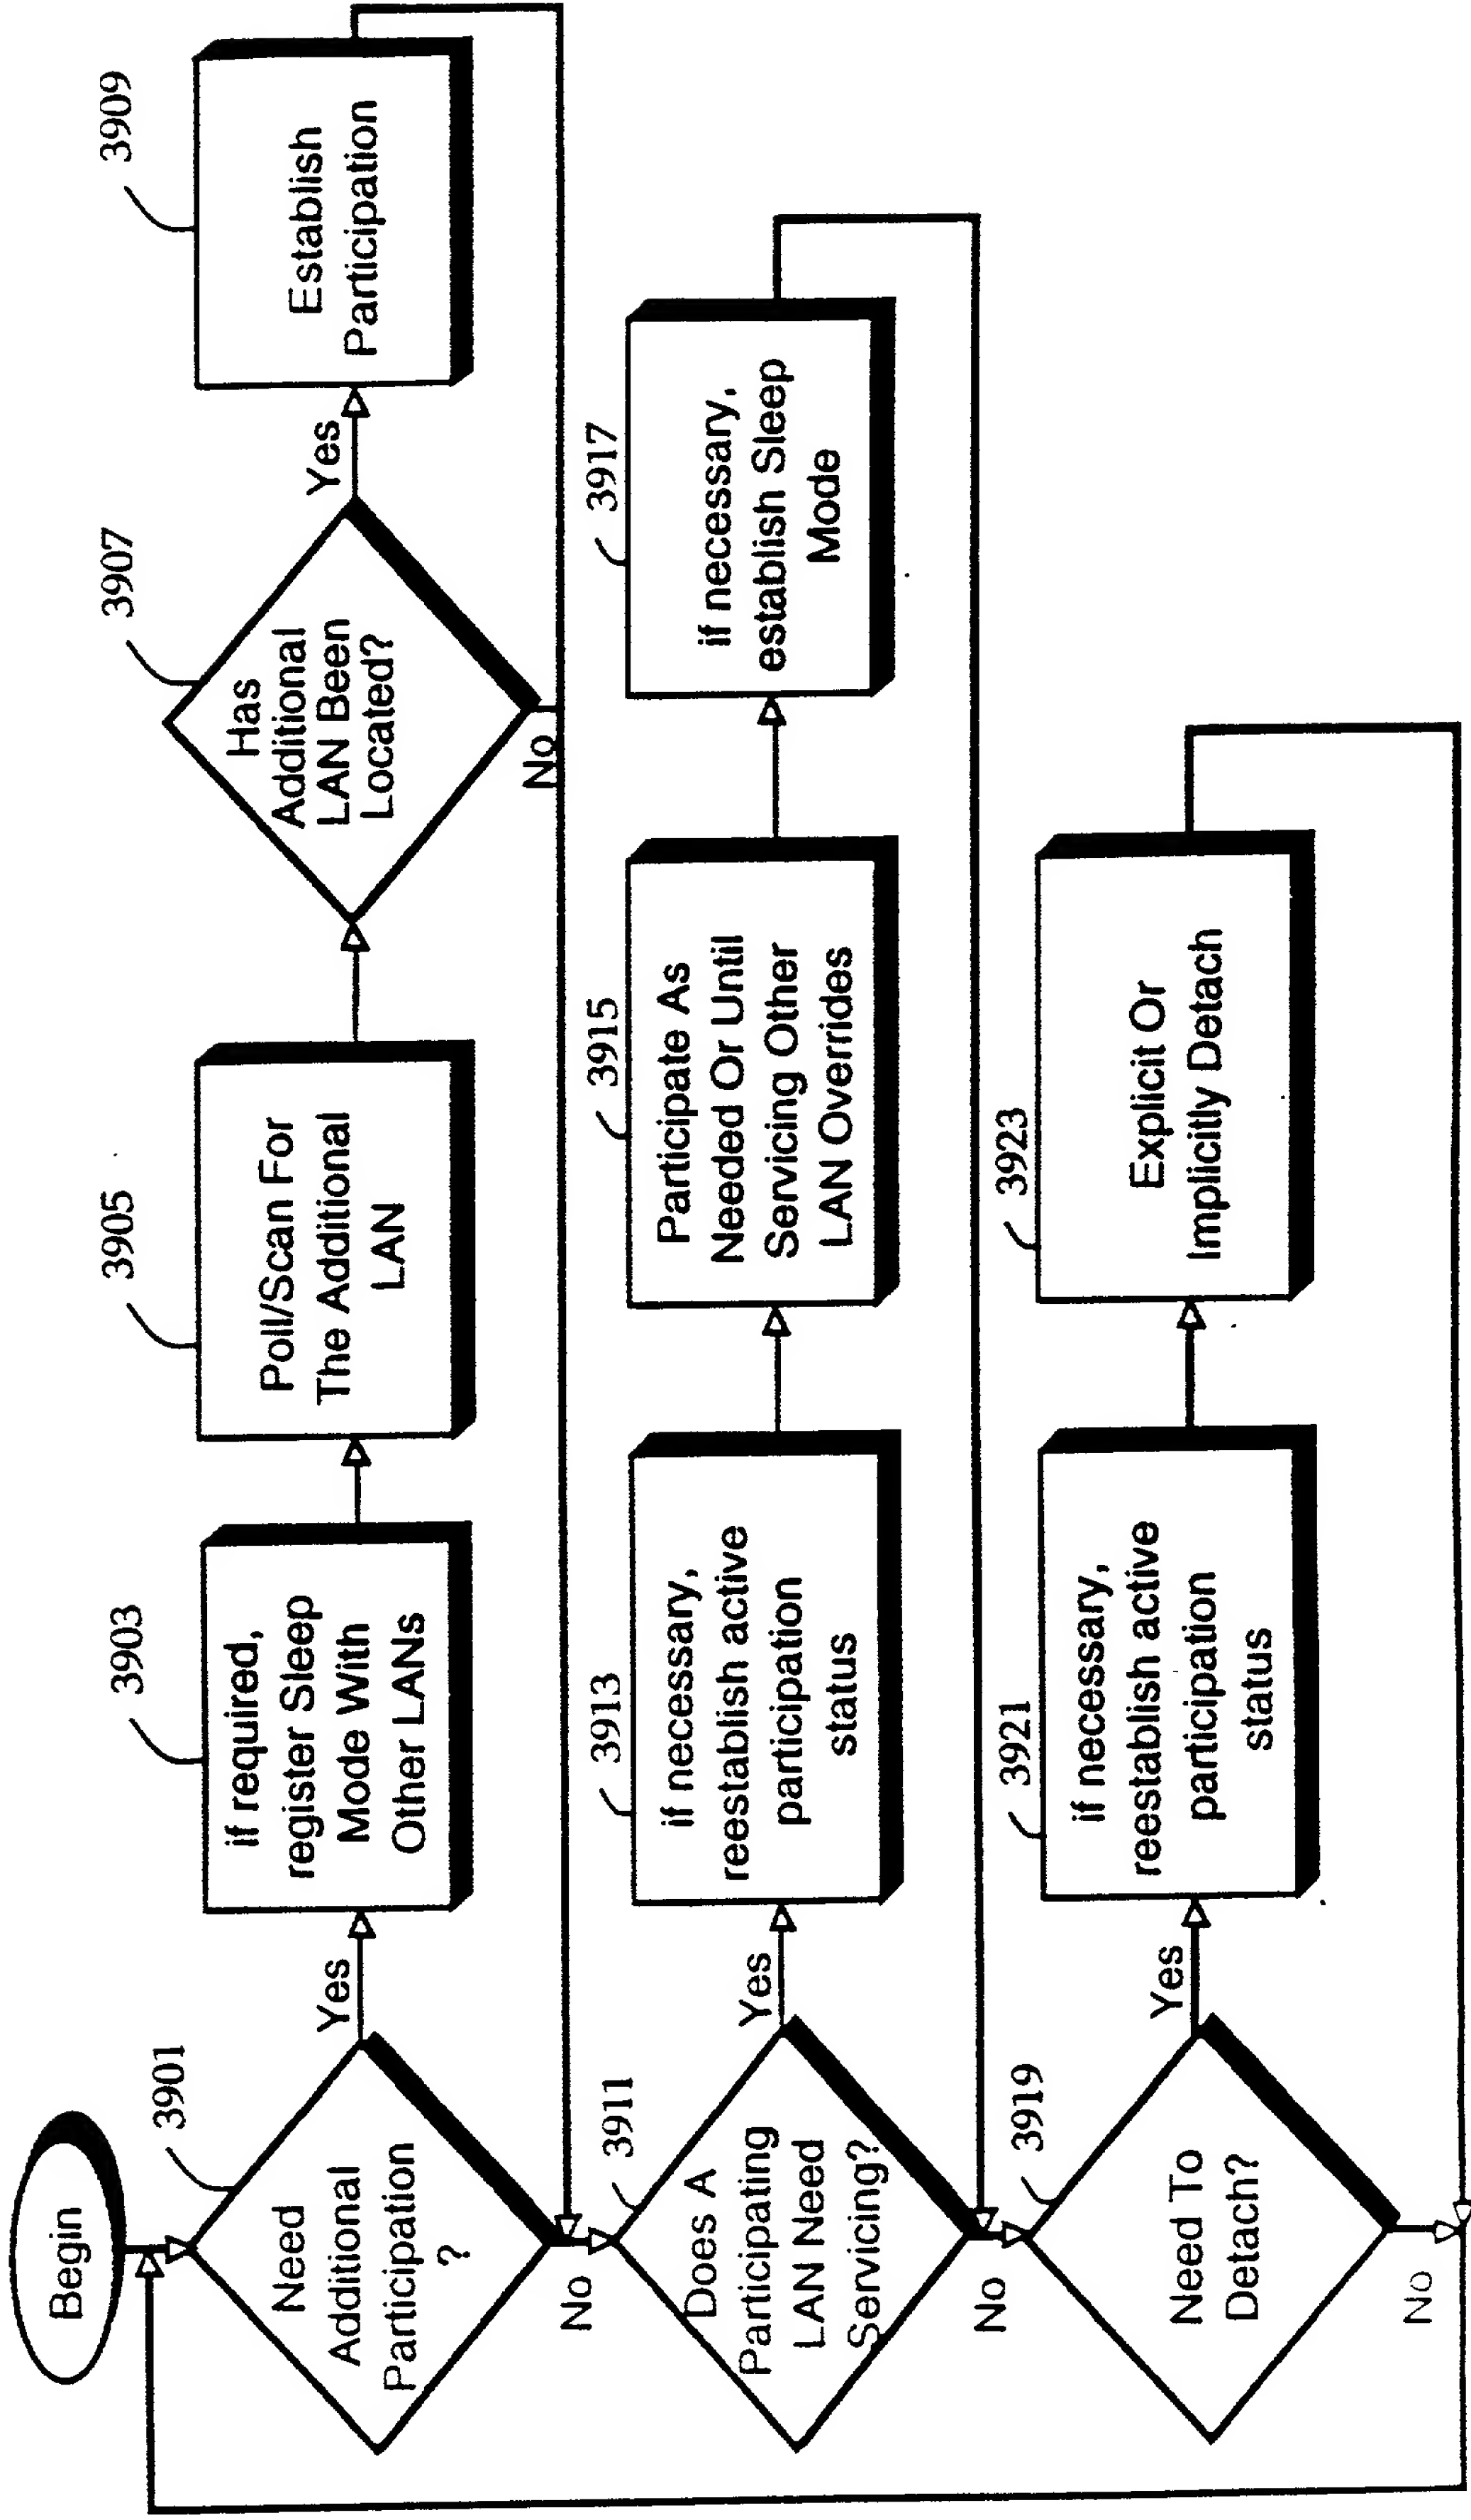 Begin
3901
Need
Additional
Participation
?
Yes
No
3903
if required,
register Sleep
Mode With
Other LANs
3905
Poll/Scan For
The Additional
LAN
3907
Has
Additional
LAN Been
Located?
Yes
No
3909
Establish
Participation
3911
Does A
Participating
LAN Need
Servicing?
Yes
No
3913
if necessary,
reestablish active
participation
status
3915
Participate As
Needed Or Until
Servicing Other
LAN Overrides
3917
if necessary,
establish Sleep
Mode
3919
Need To
Detach?
Yes
No
3921
if necessary,
reestablish active
participation
status
3923
Explicit Or
Implicitly Detach